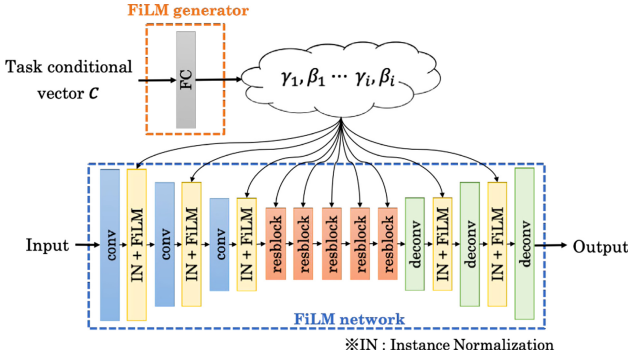 FiLM generator
Task conditional
vector C
FC
γ₁, β₁ ⋯ γᵢ, βᵢ
Input
conv
IN + FiLM
conv
IN + FiLM
conv
IN + FiLM
resblock
resblock
resblock
resblock
resblock
deconv
IN + FiLM
deconv
IN + FiLM
deconv
Output
FiLM network
※IN : Instance Normalization